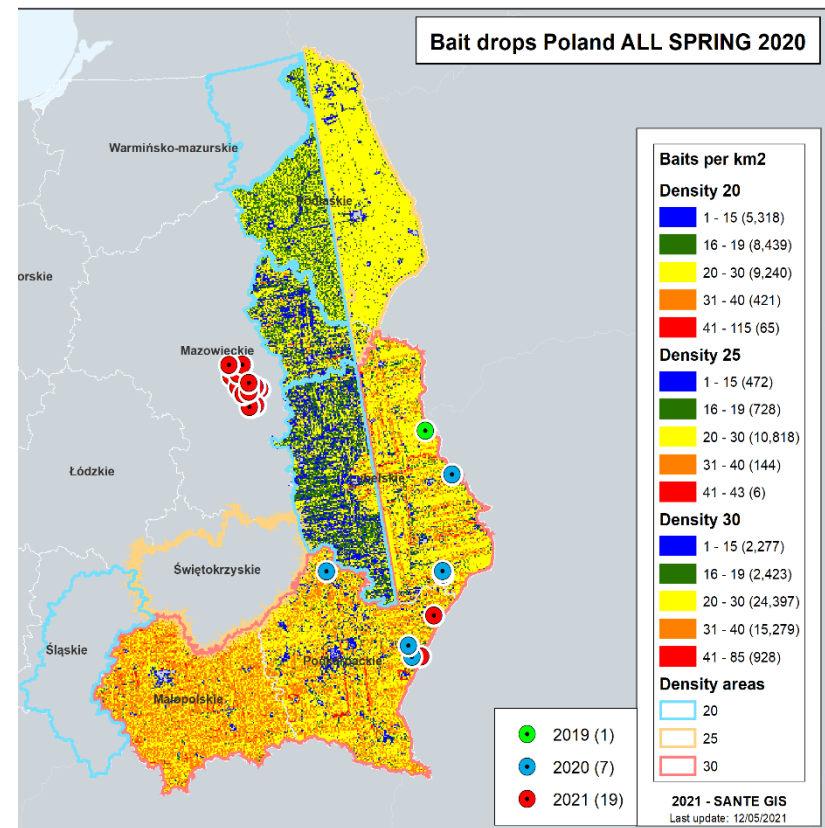 Bait drops Poland ALL SPRING 2020
Warmińsko-mazurskie
Podlaskie
orskie
Mazowieckie
Łódzkie
Lubelskie
Świętokrzyskie
Śląskie
Podkarpackie
Małopolskie
Baits per km2
Density 20
1 - 15 (5,318)
16 - 19 (8,439)
20 - 30 (9,240)
31 - 40 (421)
41 - 115 (65)
Density 25
1 - 15 (472)
16 - 19 (728)
20 - 30 (10,818)
31 - 40 (144)
41 - 43 (6)
Density 30
1 - 15 (2,277)
16 - 19 (2,423)
20 - 30 (24,397)
31 - 40 (15,279)
41 - 85 (928)
Density areas
20
25
30
2019 (1)
2020 (7)
2021 (19)
2021 - SANTE GIS
Last update: 12/05/2021